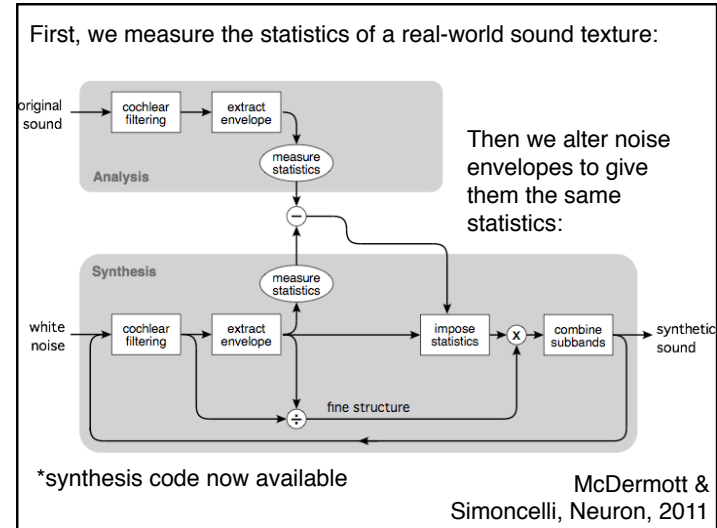 First, we measure the statistics of a real-world sound texture:
original
sound
cochlear
filtering
extract
envelope
measure
statistics
Analysis
Then we alter noise
envelopes to give
them the same
statistics:
−
Synthesis
measure
statistics
white
noise
cochlear
filtering
extract
envelope
impose
statistics
x
combine
subbands
synthetic
sound
fine structure
÷
*synthesis code now available
McDermott &
Simoncelli, Neuron, 2011